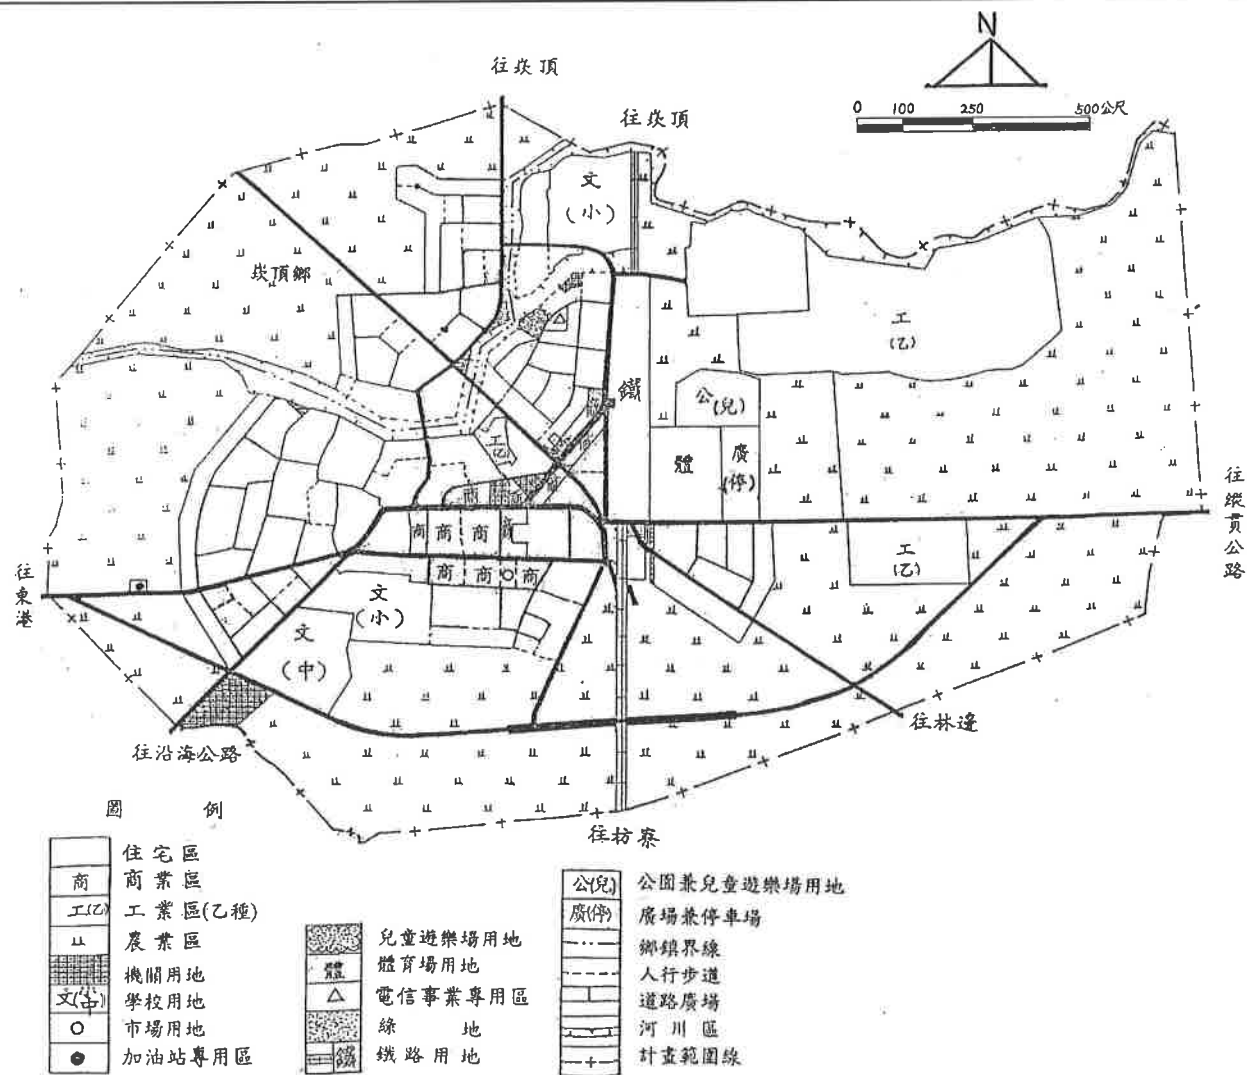 N
往崁頂
往崁頂
0 100 250 500公尺
文
(小)
崁頂鄉
工
(乙)
鐵
公(兒)
體
廣
(停)
工
(乙)
商
商
商
商
商
商
商
商
商
往縱貫公路
往東港
工
(乙)
文
(小)
文
(中)
往林邊
往沿海公路
往枋寮
圖 例
住宅區
商 商業區
工(乙) 工業區(乙種)
農業區
機關用地
文(小中) 學校用地
市場用地
加油站專用區
兒童遊樂場用地
體 體育場用地
電信事業專用區
綠 地
鐵 鐵路用地
公(兒) 公園兼兒童遊樂場用地
廣(停) 廣場兼停車場
鄉鎮界線
人行步道
道路廣場
河川區
計畫範圍線